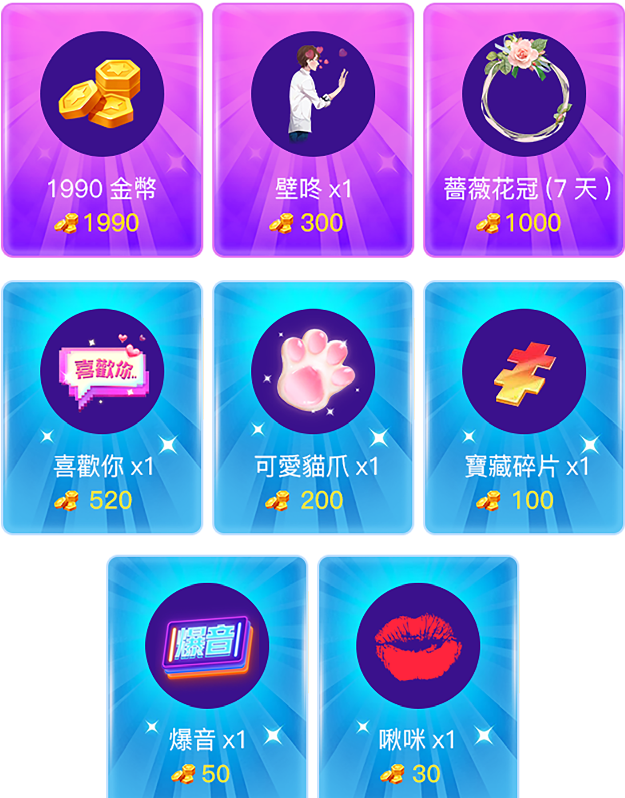 1990 金幣
1990
壁咚 x1
300
薔薇花冠(7 天)
1000
喜歡你..
喜歡你 x1
520
可愛貓爪 x1
200
寶藏碎片 x1
100
爆音
爆音 x1
50
啾咪 x1
30